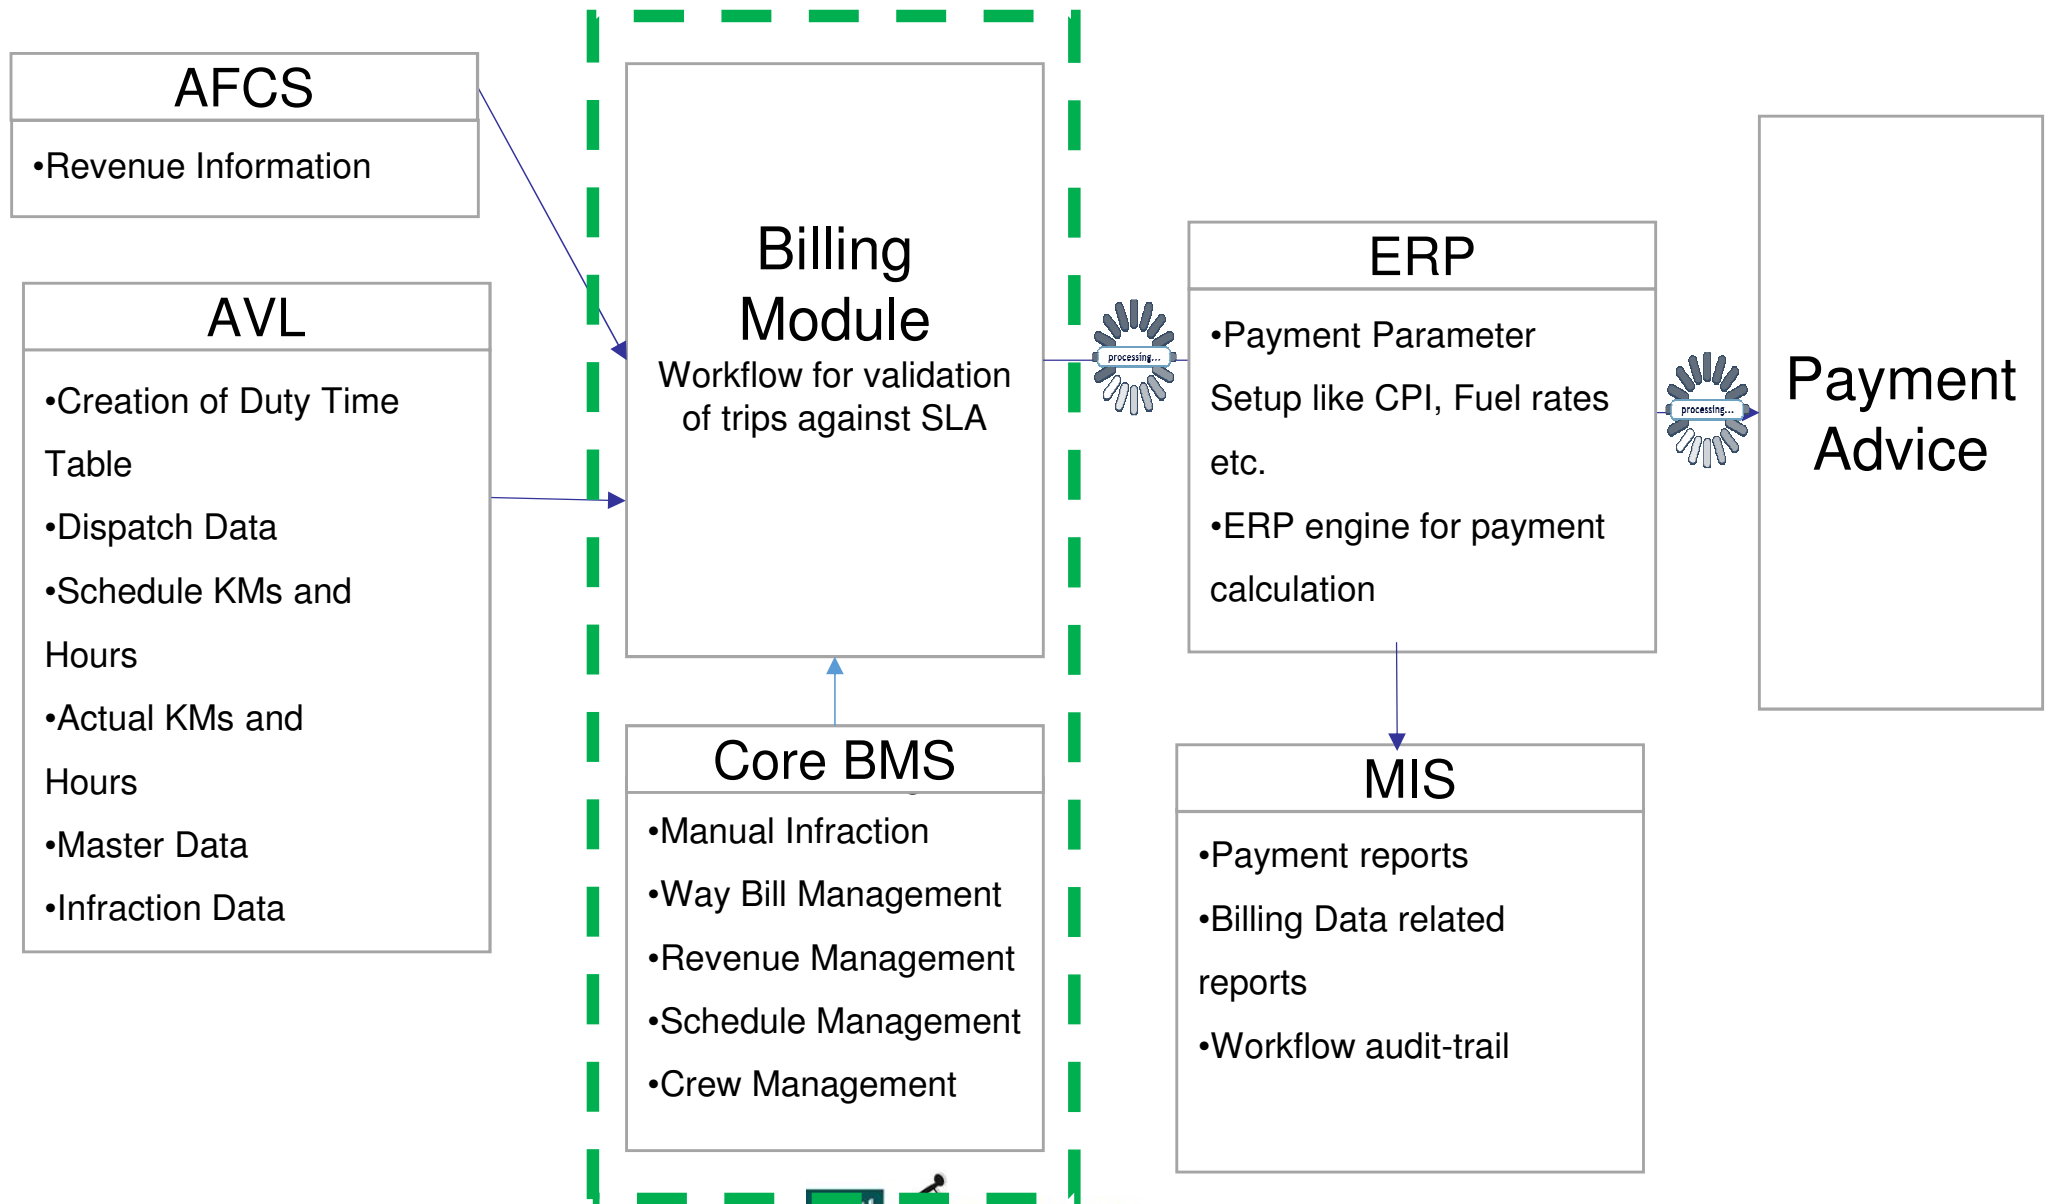 AFCS
•Revenue Information
AVL
•Creation of Duty Time
Table
•Dispatch Data
•Schedule KMs and
Hours
•Actual KMs and
Hours
•Master Data
•Infraction Data
Billing
Module
Workflow for validation
of trips against SLA
Core BMS
•Manual Infraction
•Way Bill Management
•Revenue Management
•Schedule Management
•Crew Management
processing...
ERP
•Payment Parameter
Setup like CPI, Fuel rates
etc.
•ERP engine for payment
calculation
processing...
MIS
•Payment reports
•Billing Data related
reports
•Workflow audit-trail
Payment
Advice